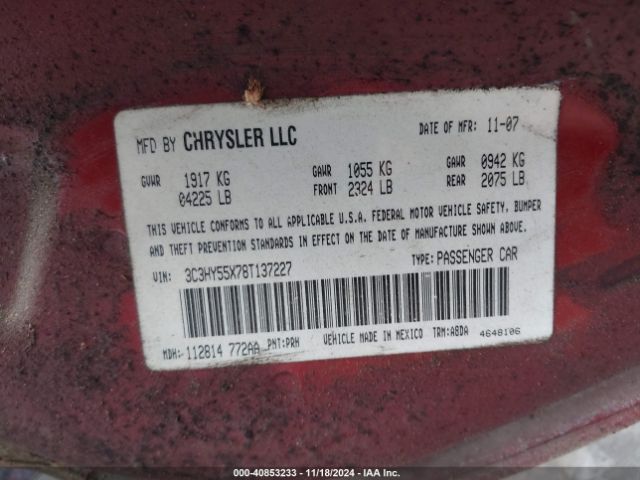 MFD BY CHRYSLER LLC DATE OF MFR: 11-07
GVWR 1917 KG GAWR 1055 KG GAWR 0942 KG
04225 LB FRONT 2324 LB REAR 2075 LB
THIS VEHICLE CONFORMS TO ALL APPLICABLE U.S.A. FEDERAL MOTOR VEHICLE SAFETY, BUMPER
AND THEFT PREVENTION STANDARDS IN EFFECT ON THE DATE OF MANUFACTURE SHOWN ABOVE.
VIN: 3C3HY55X78T137227 TYPE: PASSENGER CAR
MDH: 112814 772AA PNT: PRH VEHICLE MADE IN MEXICO TRM: A8DA 4648106
000-40853233 - 11/18/2024 - IAA Inc.